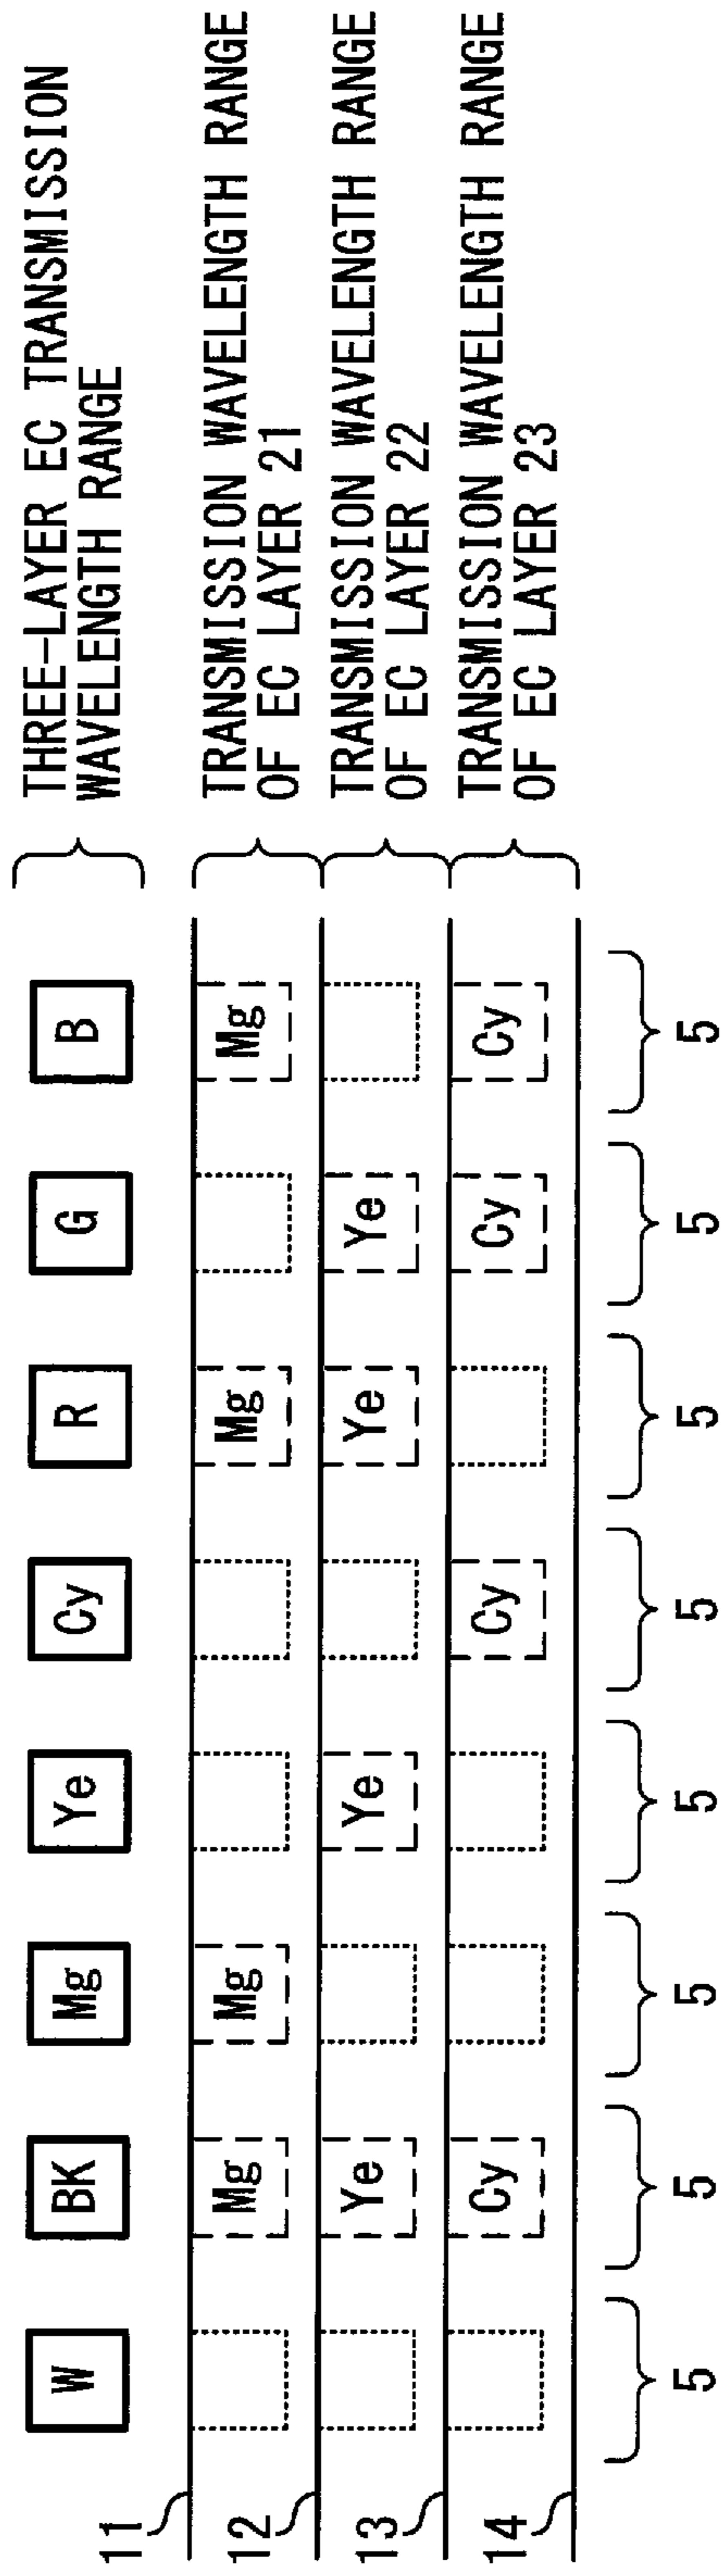 W BK Mg Ye Cy R G B
THREE-LAYER EC TRANSMISSION
WAVELENGTH RANGE
11
Mg Mg Mg Mg
TRANSMISSION WAVELENGTH RANGE
OF EC LAYER 21
12
Ye Ye Ye Ye
TRANSMISSION WAVELENGTH RANGE
OF EC LAYER 22
13
Cy Cy Cy Cy
TRANSMISSION WAVELENGTH RANGE
OF EC LAYER 23
14
5 5 5 5 5 5 5 5